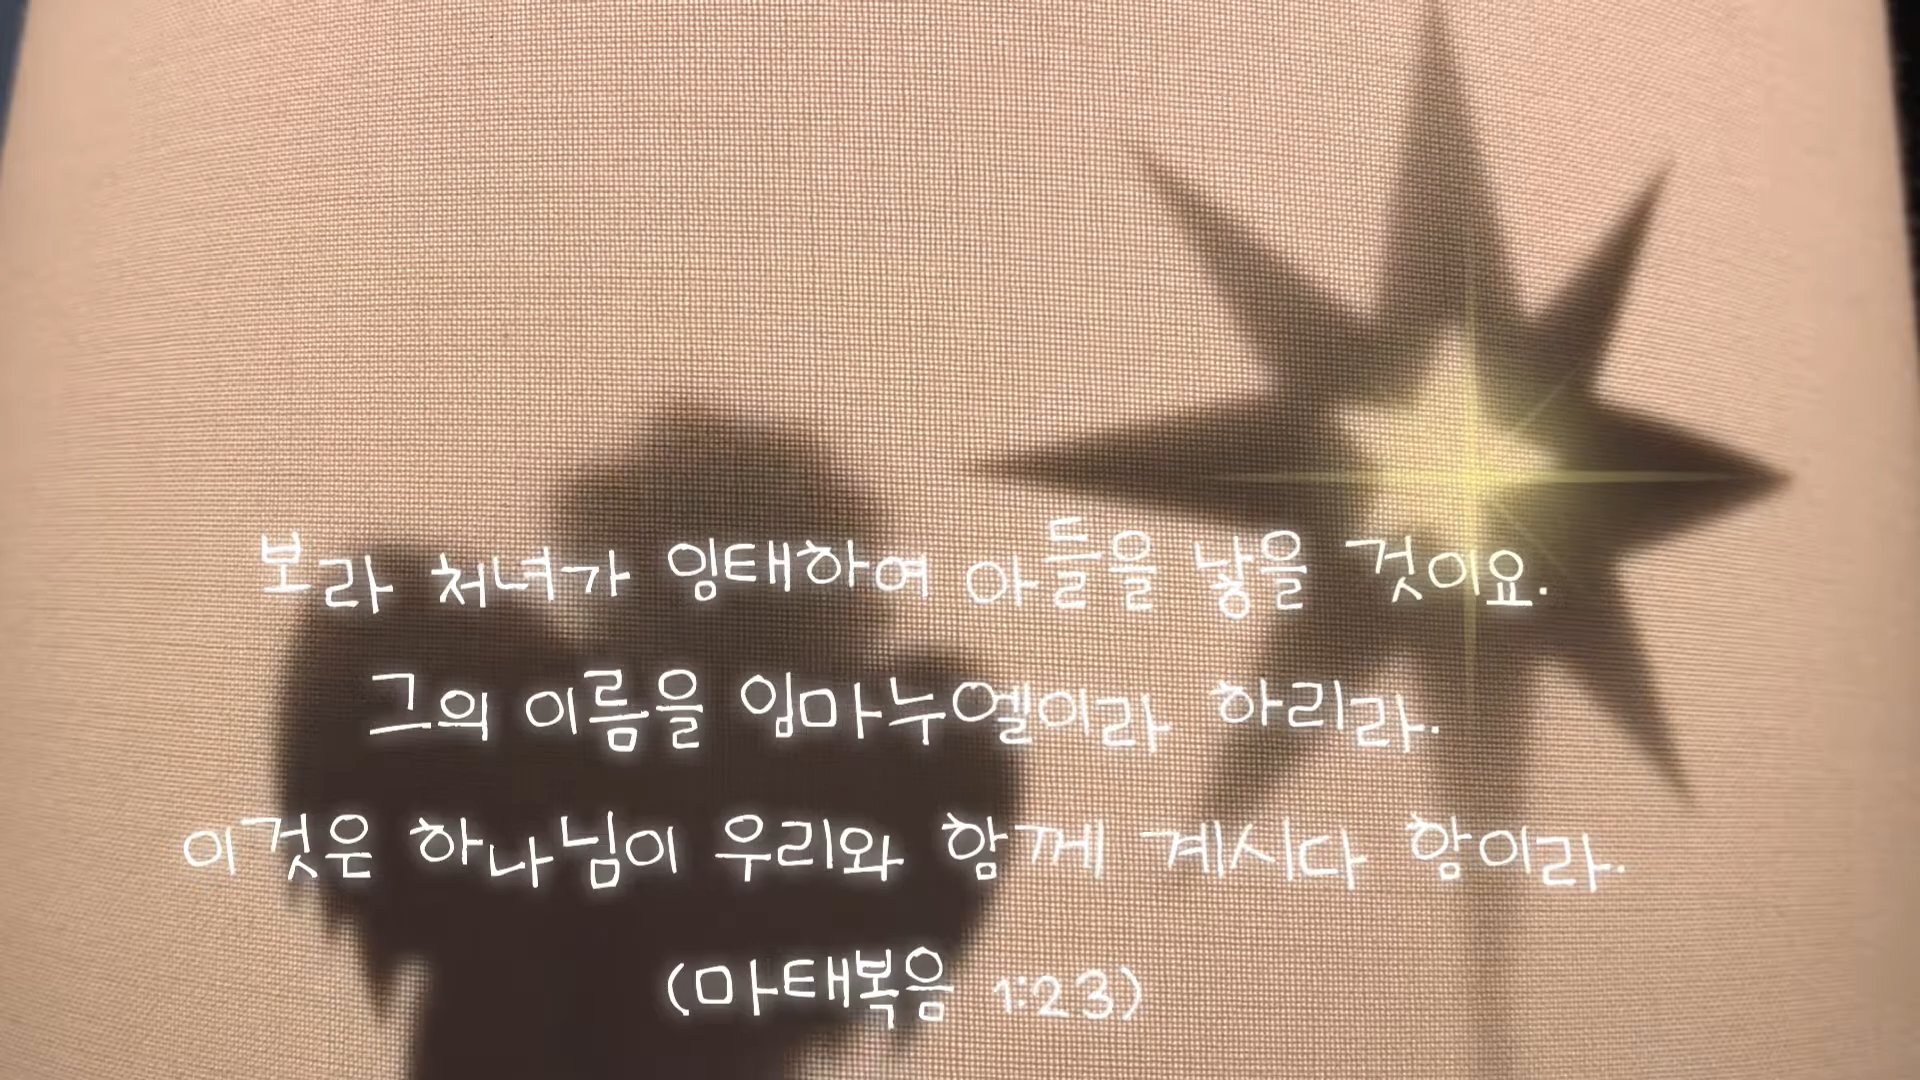 보라 처녀가 잉태하여 아들을 낳을 것이요.
그의 이름을 임마누엘이라 하리라.
이것은 하나님이 우리와 함께 계시다 함이라.
(마태복음 1:23)